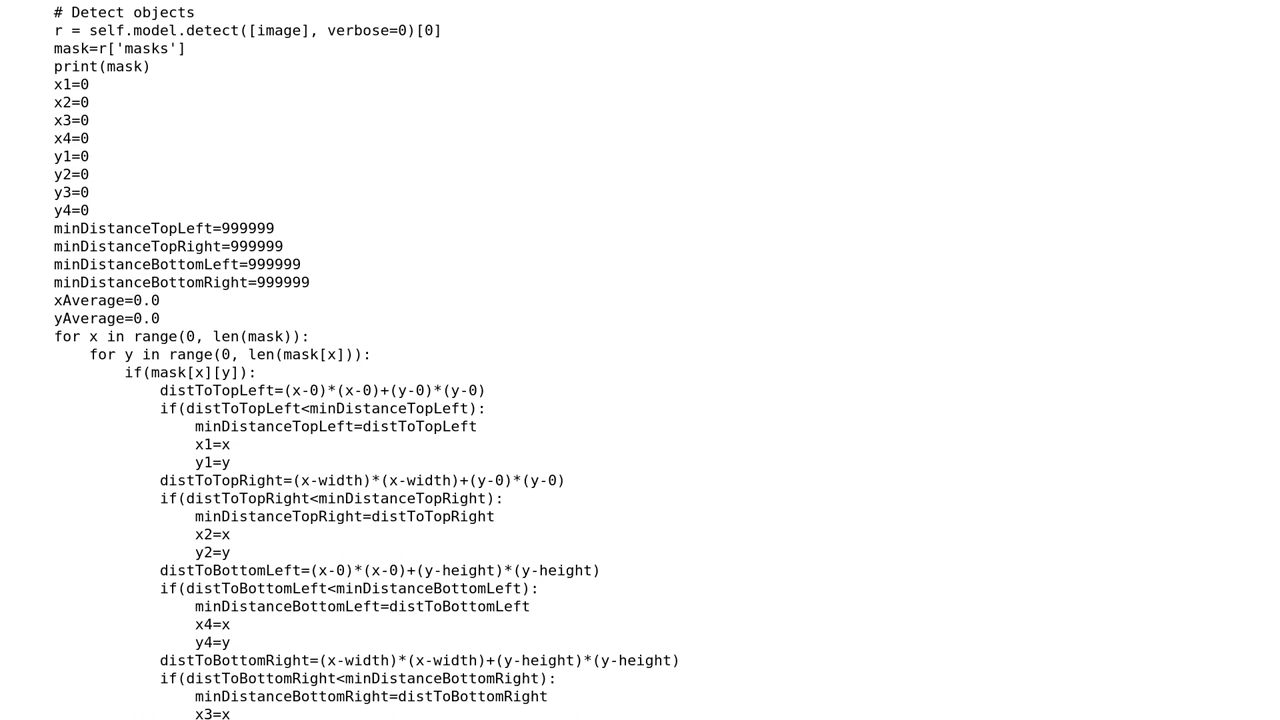 # Detect objects
r = self.model.detect([image], verbose=0)[0]
mask=r['masks']
print(mask)
x1=0
x2=0
x3=0
x4=0
y1=0
y2=0
y3=0
y4=0
minDistanceTopLeft=999999
minDistanceTopRight=999999
minDistanceBottomLeft=999999
minDistanceBottomRight=999999
xAverage=0.0
yAverage=0.0
for x in range(0, len(mask)):
    for y in range(0, len(mask[x])):
        if(mask[x][y]):
            distToTopLeft=(x-0)*(x-0)+(y-0)*(y-0)
            if(distToTopLeft<minDistanceTopLeft):
                minDistanceTopLeft=distToTopLeft
                x1=x
                y1=y
            distToTopRight=(x-width)*(x-width)+(y-0)*(y-0)
            if(distToTopRight<minDistanceTopRight):
                minDistanceTopRight=distToTopRight
                x2=x
                y2=y
            distToBottomLeft=(x-0)*(x-0)+(y-height)*(y-height)
            if(distToBottomLeft<minDistanceBottomLeft):
                minDistanceBottomLeft=distToBottomLeft
                x4=x
                y4=y
            distToBottomRight=(x-width)*(x-width)+(y-height)*(y-height)
            if(distToBottomRight<minDistanceBottomRight):
                minDistanceBottomRight=distToBottomRight
                x3=x